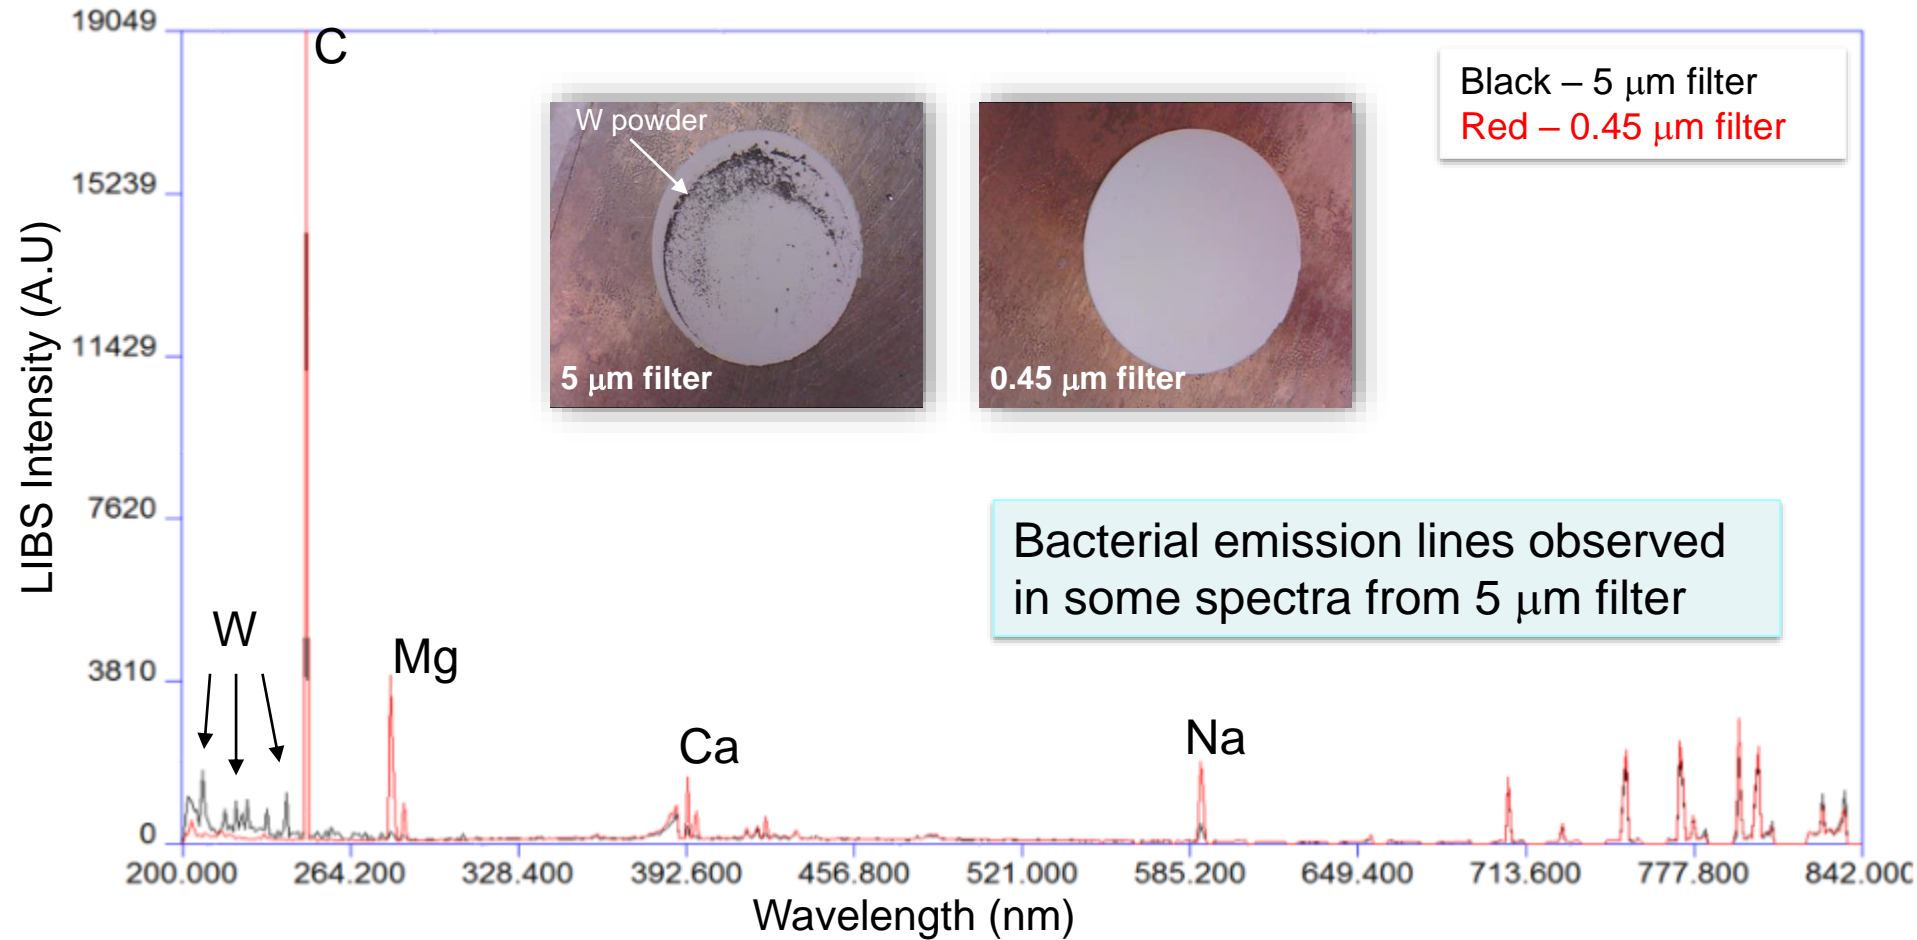 19049
C
Black – 5 μm filter
Red – 0.45 μm filter
W powder
15239
5 μm filter
0.45 μm filter
LIBS Intensity (A.U)
11429
7620
Bacterial emission lines observed
in some spectra from 5 μm filter
W
Mg
3810
Ca
Na
0
200.000 264.200 328.400 392.600 456.800 521.000 585.200 649.400 713.600 777.800 842.000
Wavelength (nm)